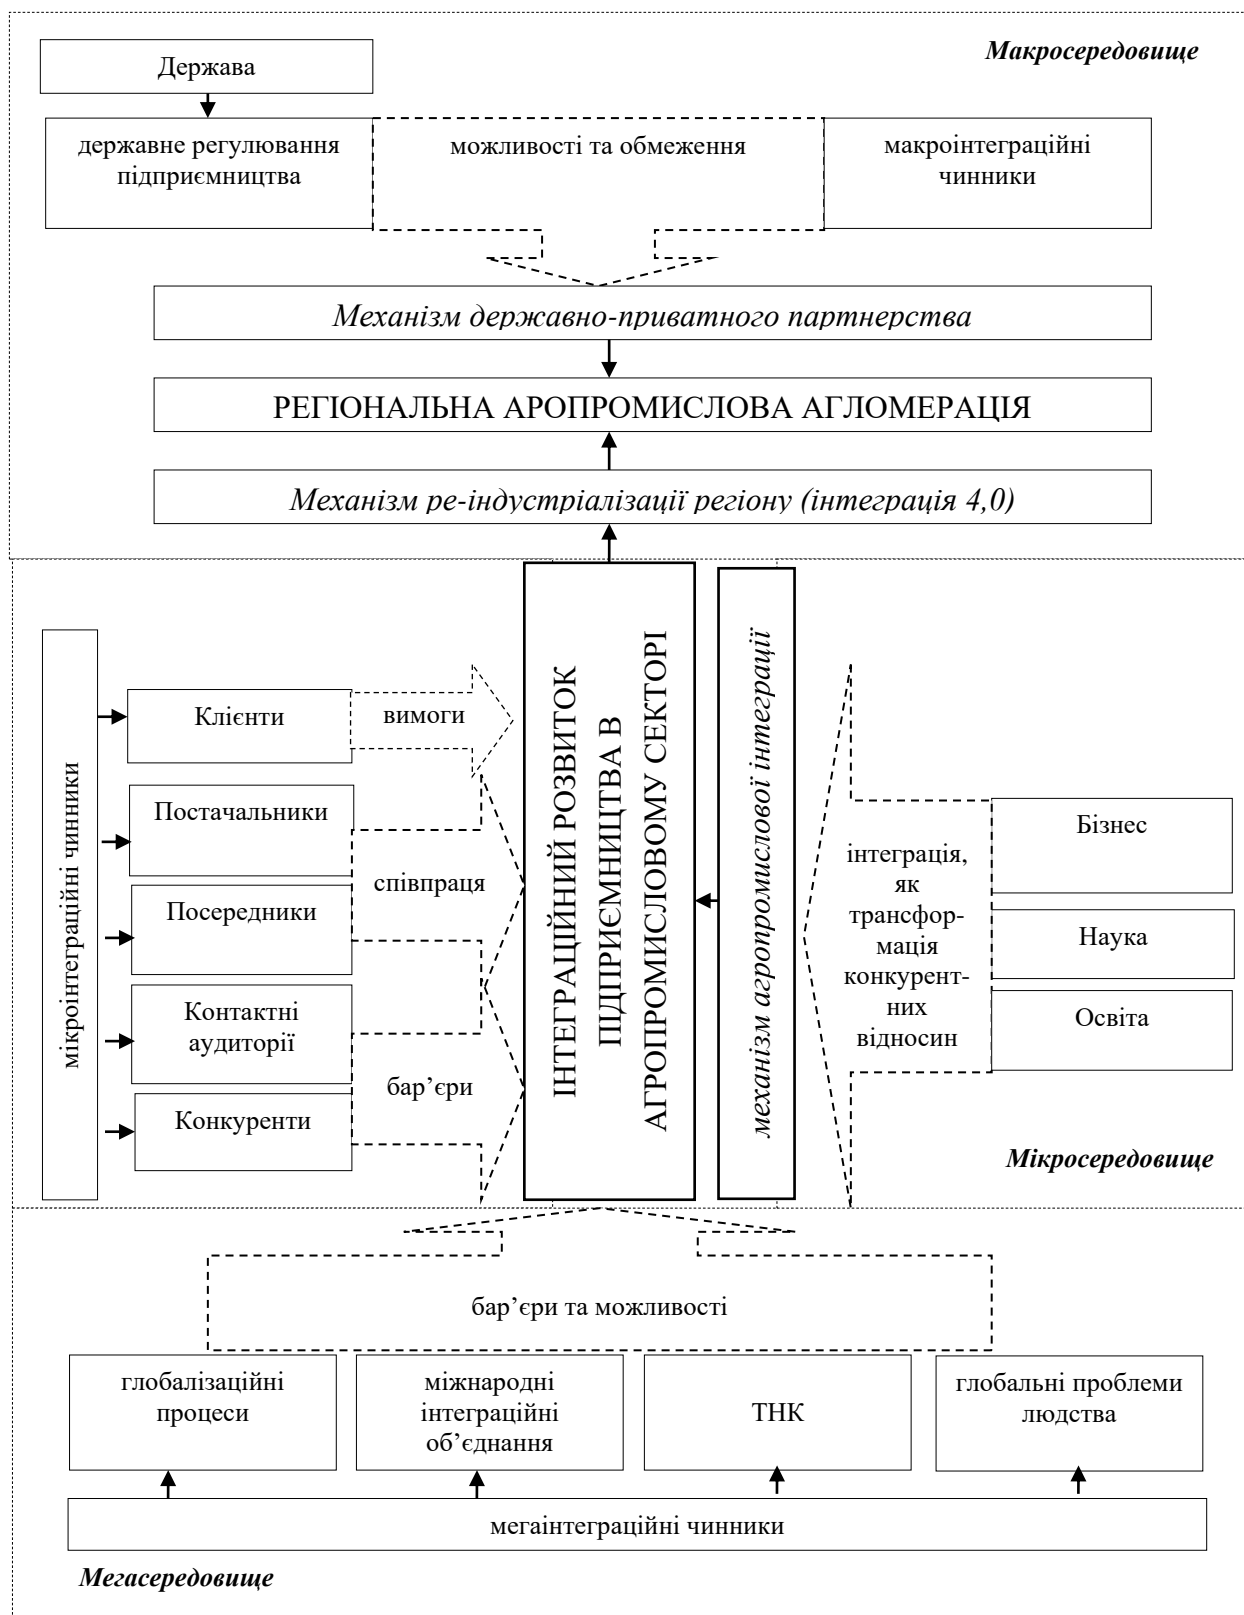 Макросередовище
Держава
державне регулювання
підприємництва
можливості та обмеження
макроінтеграційні
чинники
Механізм державно-приватного партнерства
РЕГІОНАЛЬНА АРОПРОМИСЛОВА АГЛОМЕРАЦІЯ
Механізм ре-індустріалізації регіону (інтеграція 4,0)
мікроінтеграційні чинники
Клієнти
вимоги
Постачальники
співпраця
Посередники
Контактні
аудиторії
бар’єри
Конкуренти
ІНТЕГРАЦІЙНИЙ РОЗВИТОК
ПІДПРИЄМНИЦТВА В
АГРОПРОМИСЛОВОМУ СЕКТОРІ
механізм агропромислової інтеграції
інтеграція,
як
трансфор-
мація
конкурент-
них
відносин
Бізнес
Наука
Освіта
Мікросередовище
бар’єри та можливості
глобалізаційні
процеси
міжнародні
інтеграційні
об’єднання
ТНК
глобальні проблеми
людства
мегаінтеграційні чинники
Мегасередовище